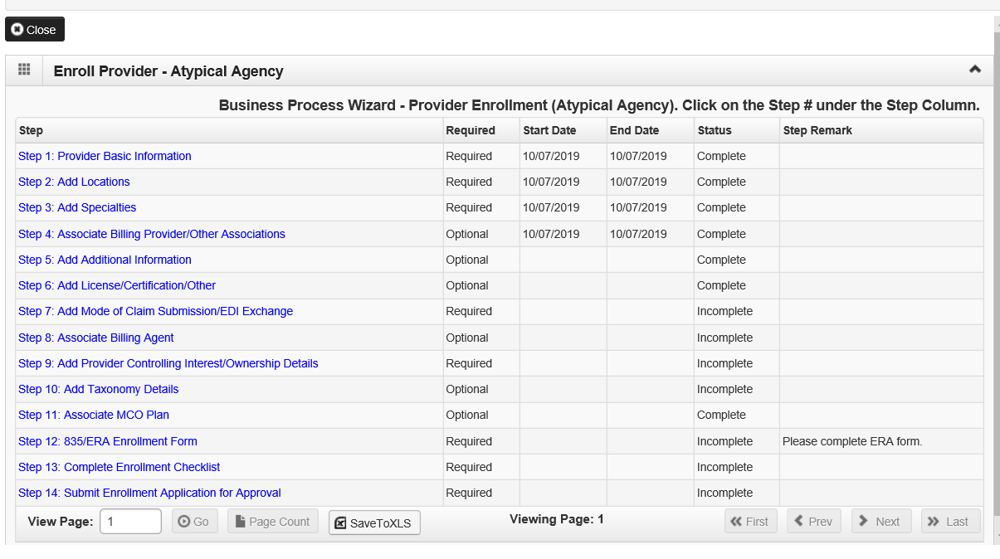 Close
Enroll Provider - Atypical Agency
Business Process Wizard - Provider Enrollment (Atypical Agency). Click on the Step # under the Step Column.
Step Required Start Date End Date Status Step Remark
Step 1: Provider Basic Information Required 10/07/2019 10/07/2019 Complete
Step 2: Add Locations Required 10/07/2019 10/07/2019 Complete
Step 3: Add Specialties Required 10/07/2019 10/07/2019 Complete
Step 4: Associate Billing Provider/Other Associations Optional 10/07/2019 10/07/2019 Complete
Step 5: Add Additional Information Optional Complete
Step 6: Add License/Certification/Other Optional Complete
Step 7: Add Mode of Claim Submission/EDI Exchange Required Incomplete
Step 8: Associate Billing Agent Optional Incomplete
Step 9: Add Provider Controlling Interest/Ownership Details Required Incomplete
Step 10: Add Taxonomy Details Optional Incomplete
Step 11: Associate MCO Plan Optional Complete
Step 12: 835/ERA Enrollment Form Required Incomplete Please complete ERA form.
Step 13: Complete Enrollment Checklist Required Incomplete
Step 14: Submit Enrollment Application for Approval Required Incomplete
View Page: 1 Go Page Count SaveToXLS Viewing Page: 1 First Prev Next Last